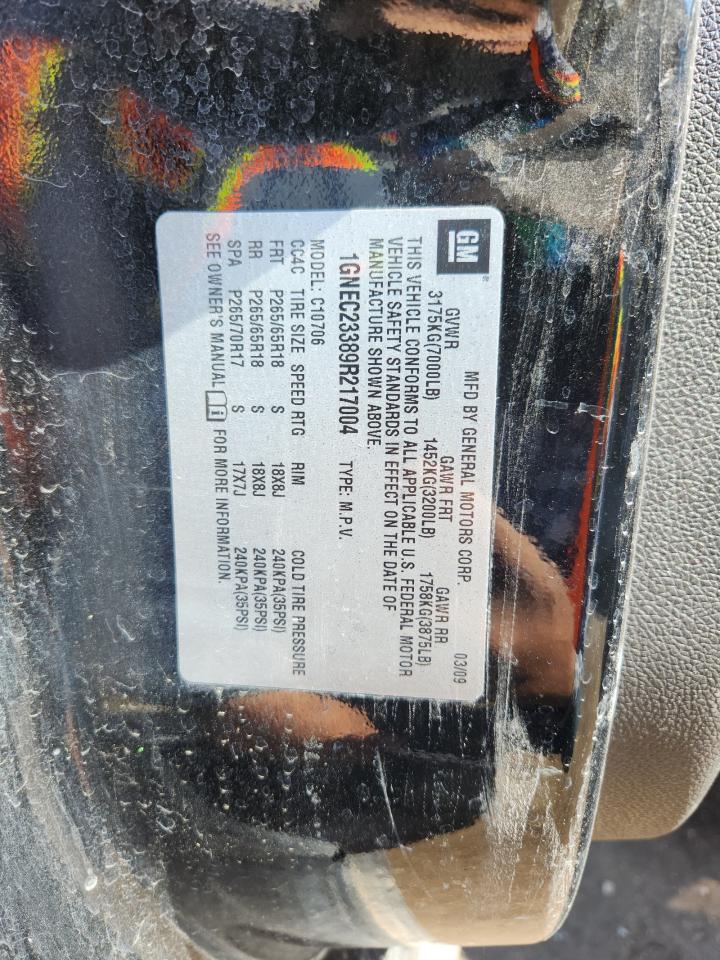 GM®
MFD BY GENERAL MOTORS CORP. 03/09
GVWR GAWR FRT GAWR RR
3175KG(7000LB) 1452KG(3200LB) 1758KG(3875LB)
THIS VEHICLE CONFORMS TO ALL APPLICABLE U.S. FEDERAL MOTOR
VEHICLE SAFETY STANDARDS IN EFFECT ON THE DATE OF
MANUFACTURE SHOWN ABOVE.
1GNEC23389R217004 TYPE: M.P.V.
MODEL: C10706
CC4C TIRE SIZE SPEED RTG RIM COLD TIRE PRESSURE
FRT P265/65R18 S 18X8J 240KPA(35PSI)
RR P265/65R18 S 18X8J 240KPA(35PSI)
SPA P265/70R17 S 17X7J 240KPA(35PSI)
SEE OWNER'S MANUAL i FOR MORE INFORMATION.